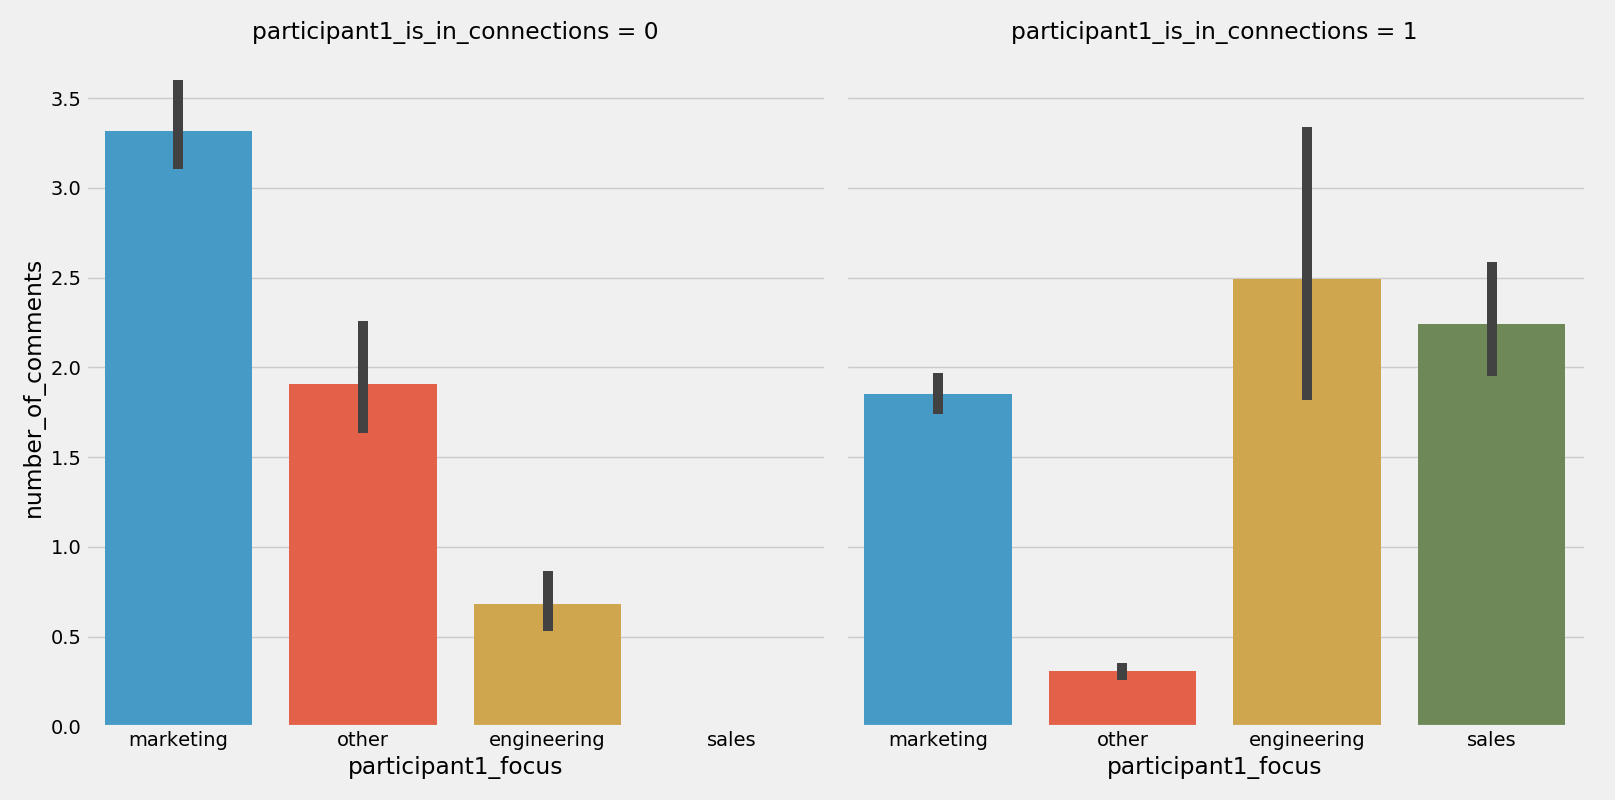 participant1_is_in_connections = 0
participant1_is_in_connections = 1
number_of_comments
3.5
3.0
2.5
2.0
1.5
1.0
0.5
0.0
marketing other engineering sales
marketing other engineering sales
participant1_focus
participant1_focus